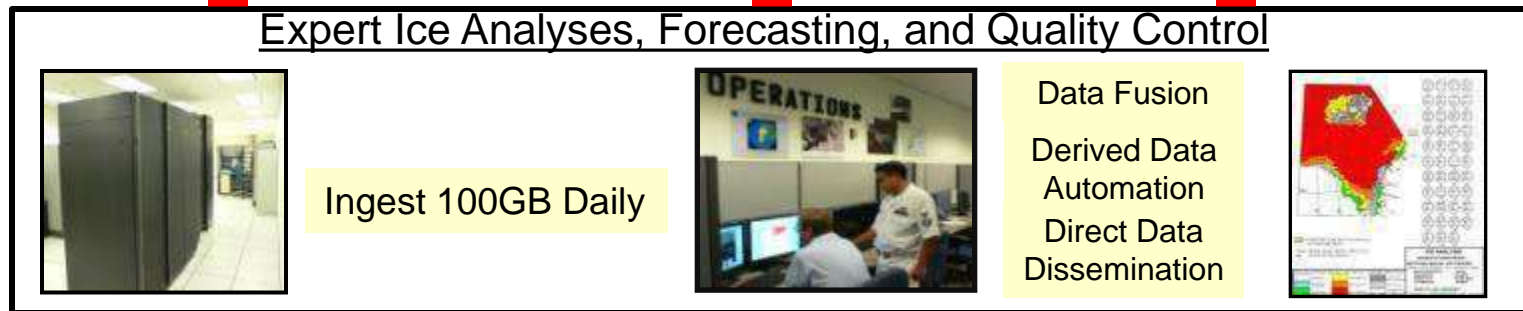 Expert Ice Analyses, Forecasting, and Quality Control
Ingest 100GB Daily
OPERATIONS
Data Fusion
Derived Data
Automation
Direct Data
Dissemination